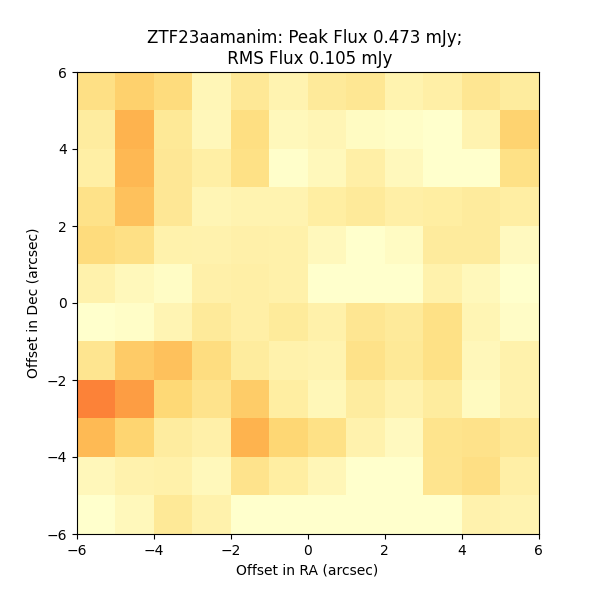 ZTF23aamanim: Peak Flux 0.473 mJy;
RMS Flux 0.105 mJy
6
4
2
0
−2
−4
−6
Offset in Dec (arcsec)
−6 −4 −2 0 2 4 6
Offset in RA (arcsec)